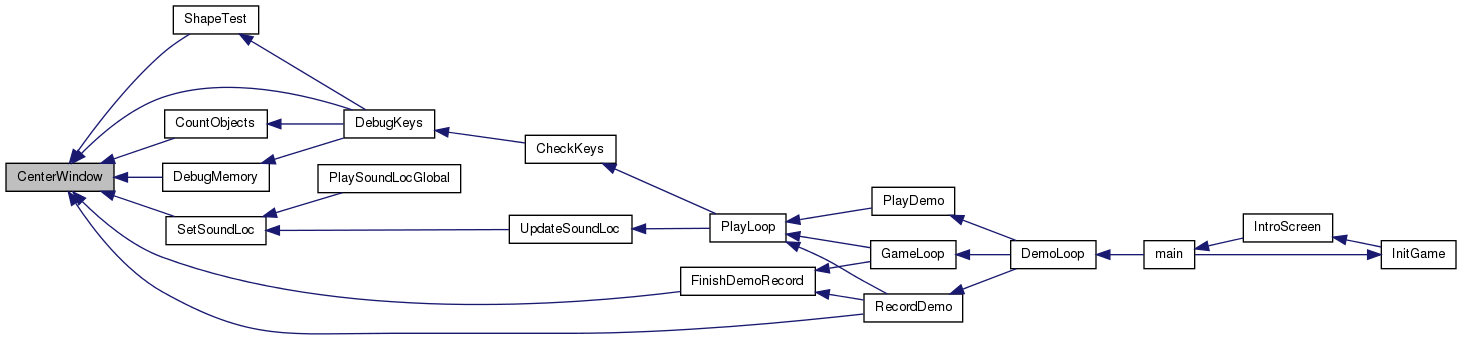 ShapeTest
CountObjects
DebugKeys
CheckKeys
CenterWindow
DebugMemory
PlaySoundLocGlobal
PlayDemo
SetSoundLoc
UpdateSoundLoc
PlayLoop
IntroScreen
GameLoop
DemoLoop
main
InitGame
FinishDemoRecord
RecordDemo